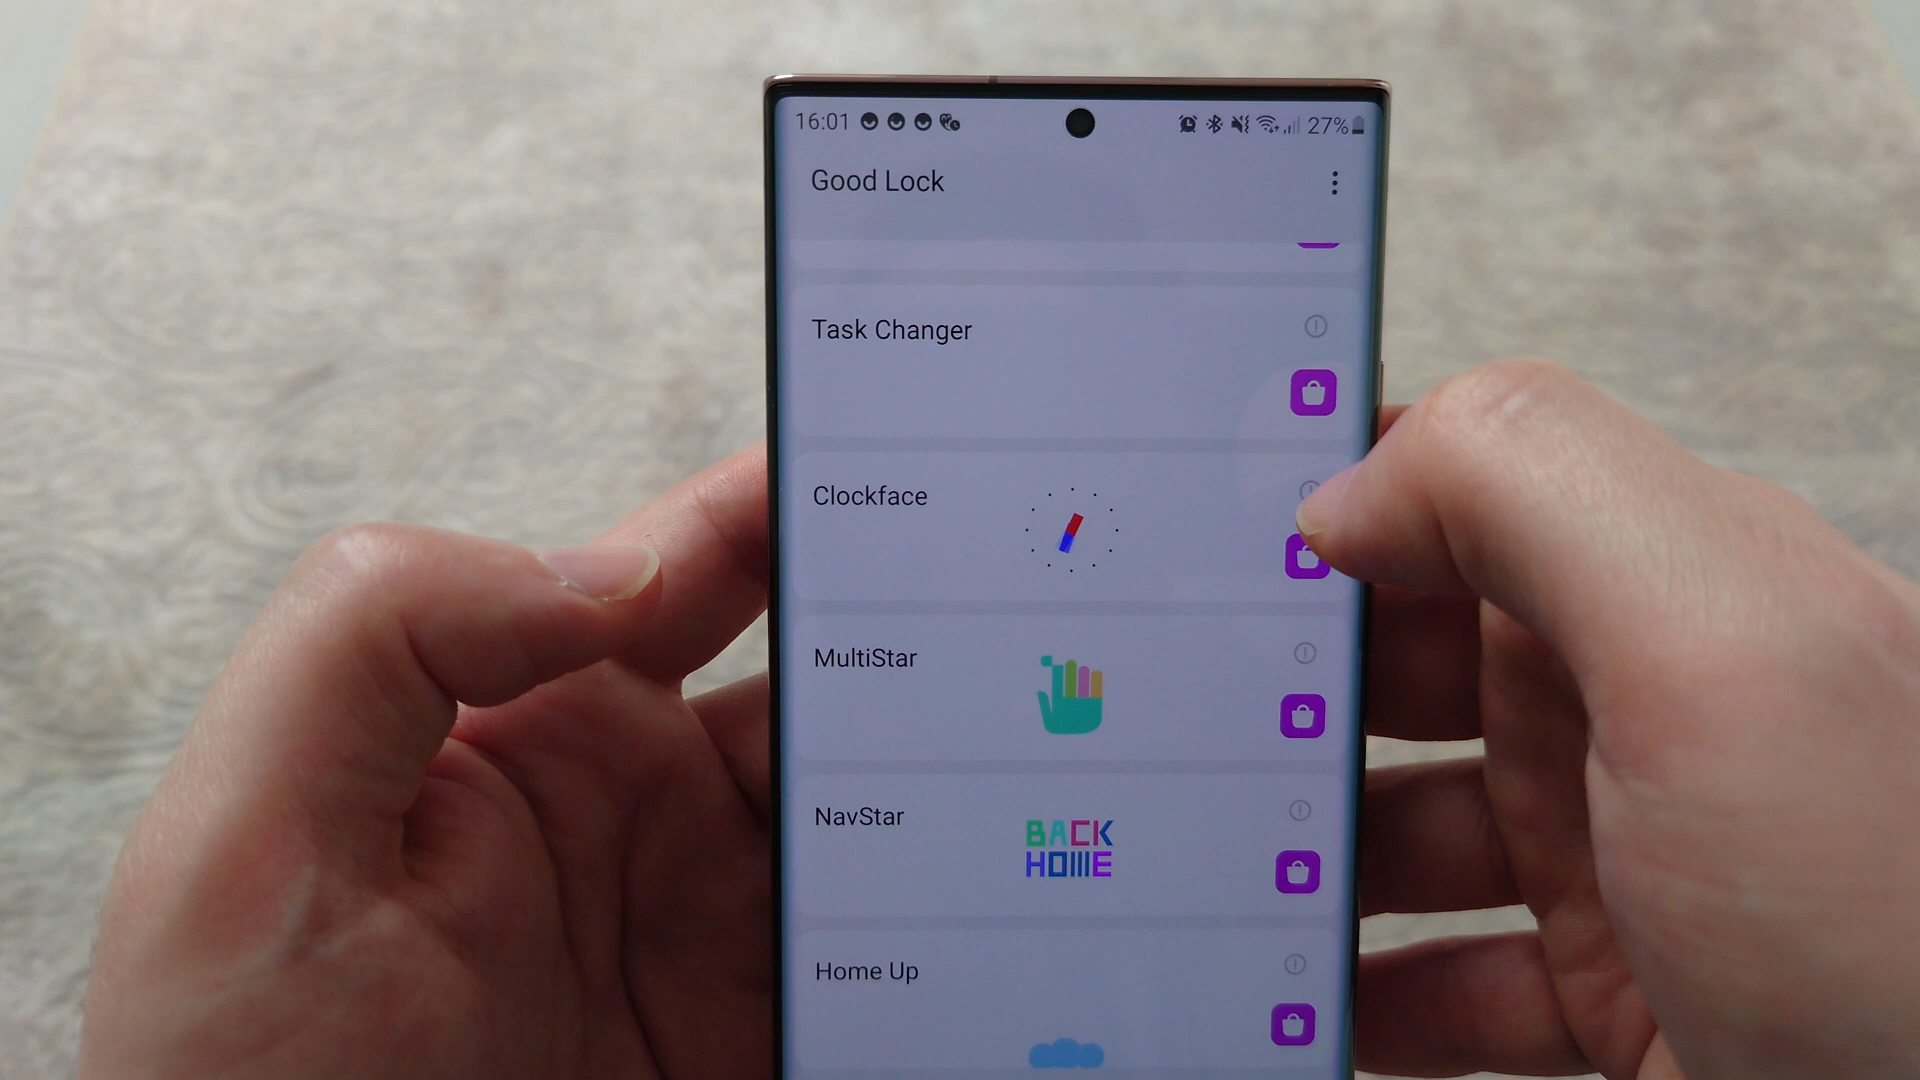 16:01 27%
Good Lock
Task Changer
Clockface
MultiStar
NavStar
BACK
HOME
Home Up